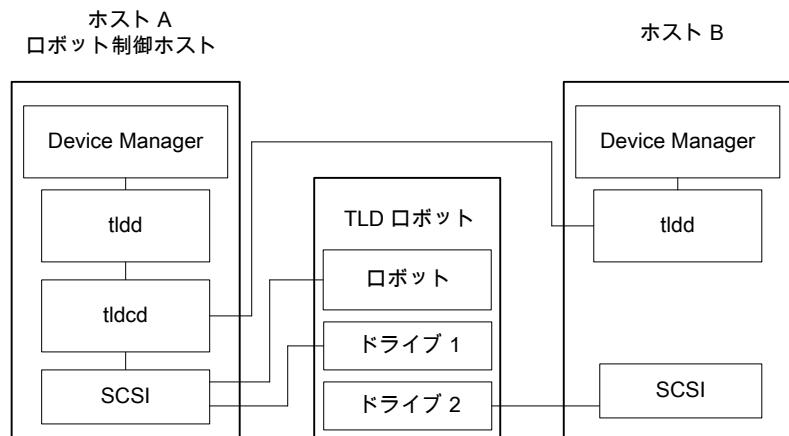 ホスト A
ロボット制御ホスト
Device Manager
tldd
tldcd
SCSI
TLD ロボット
ロボット
ドライブ 1
ドライブ 2
ホスト B
Device Manager
tldd
SCSI